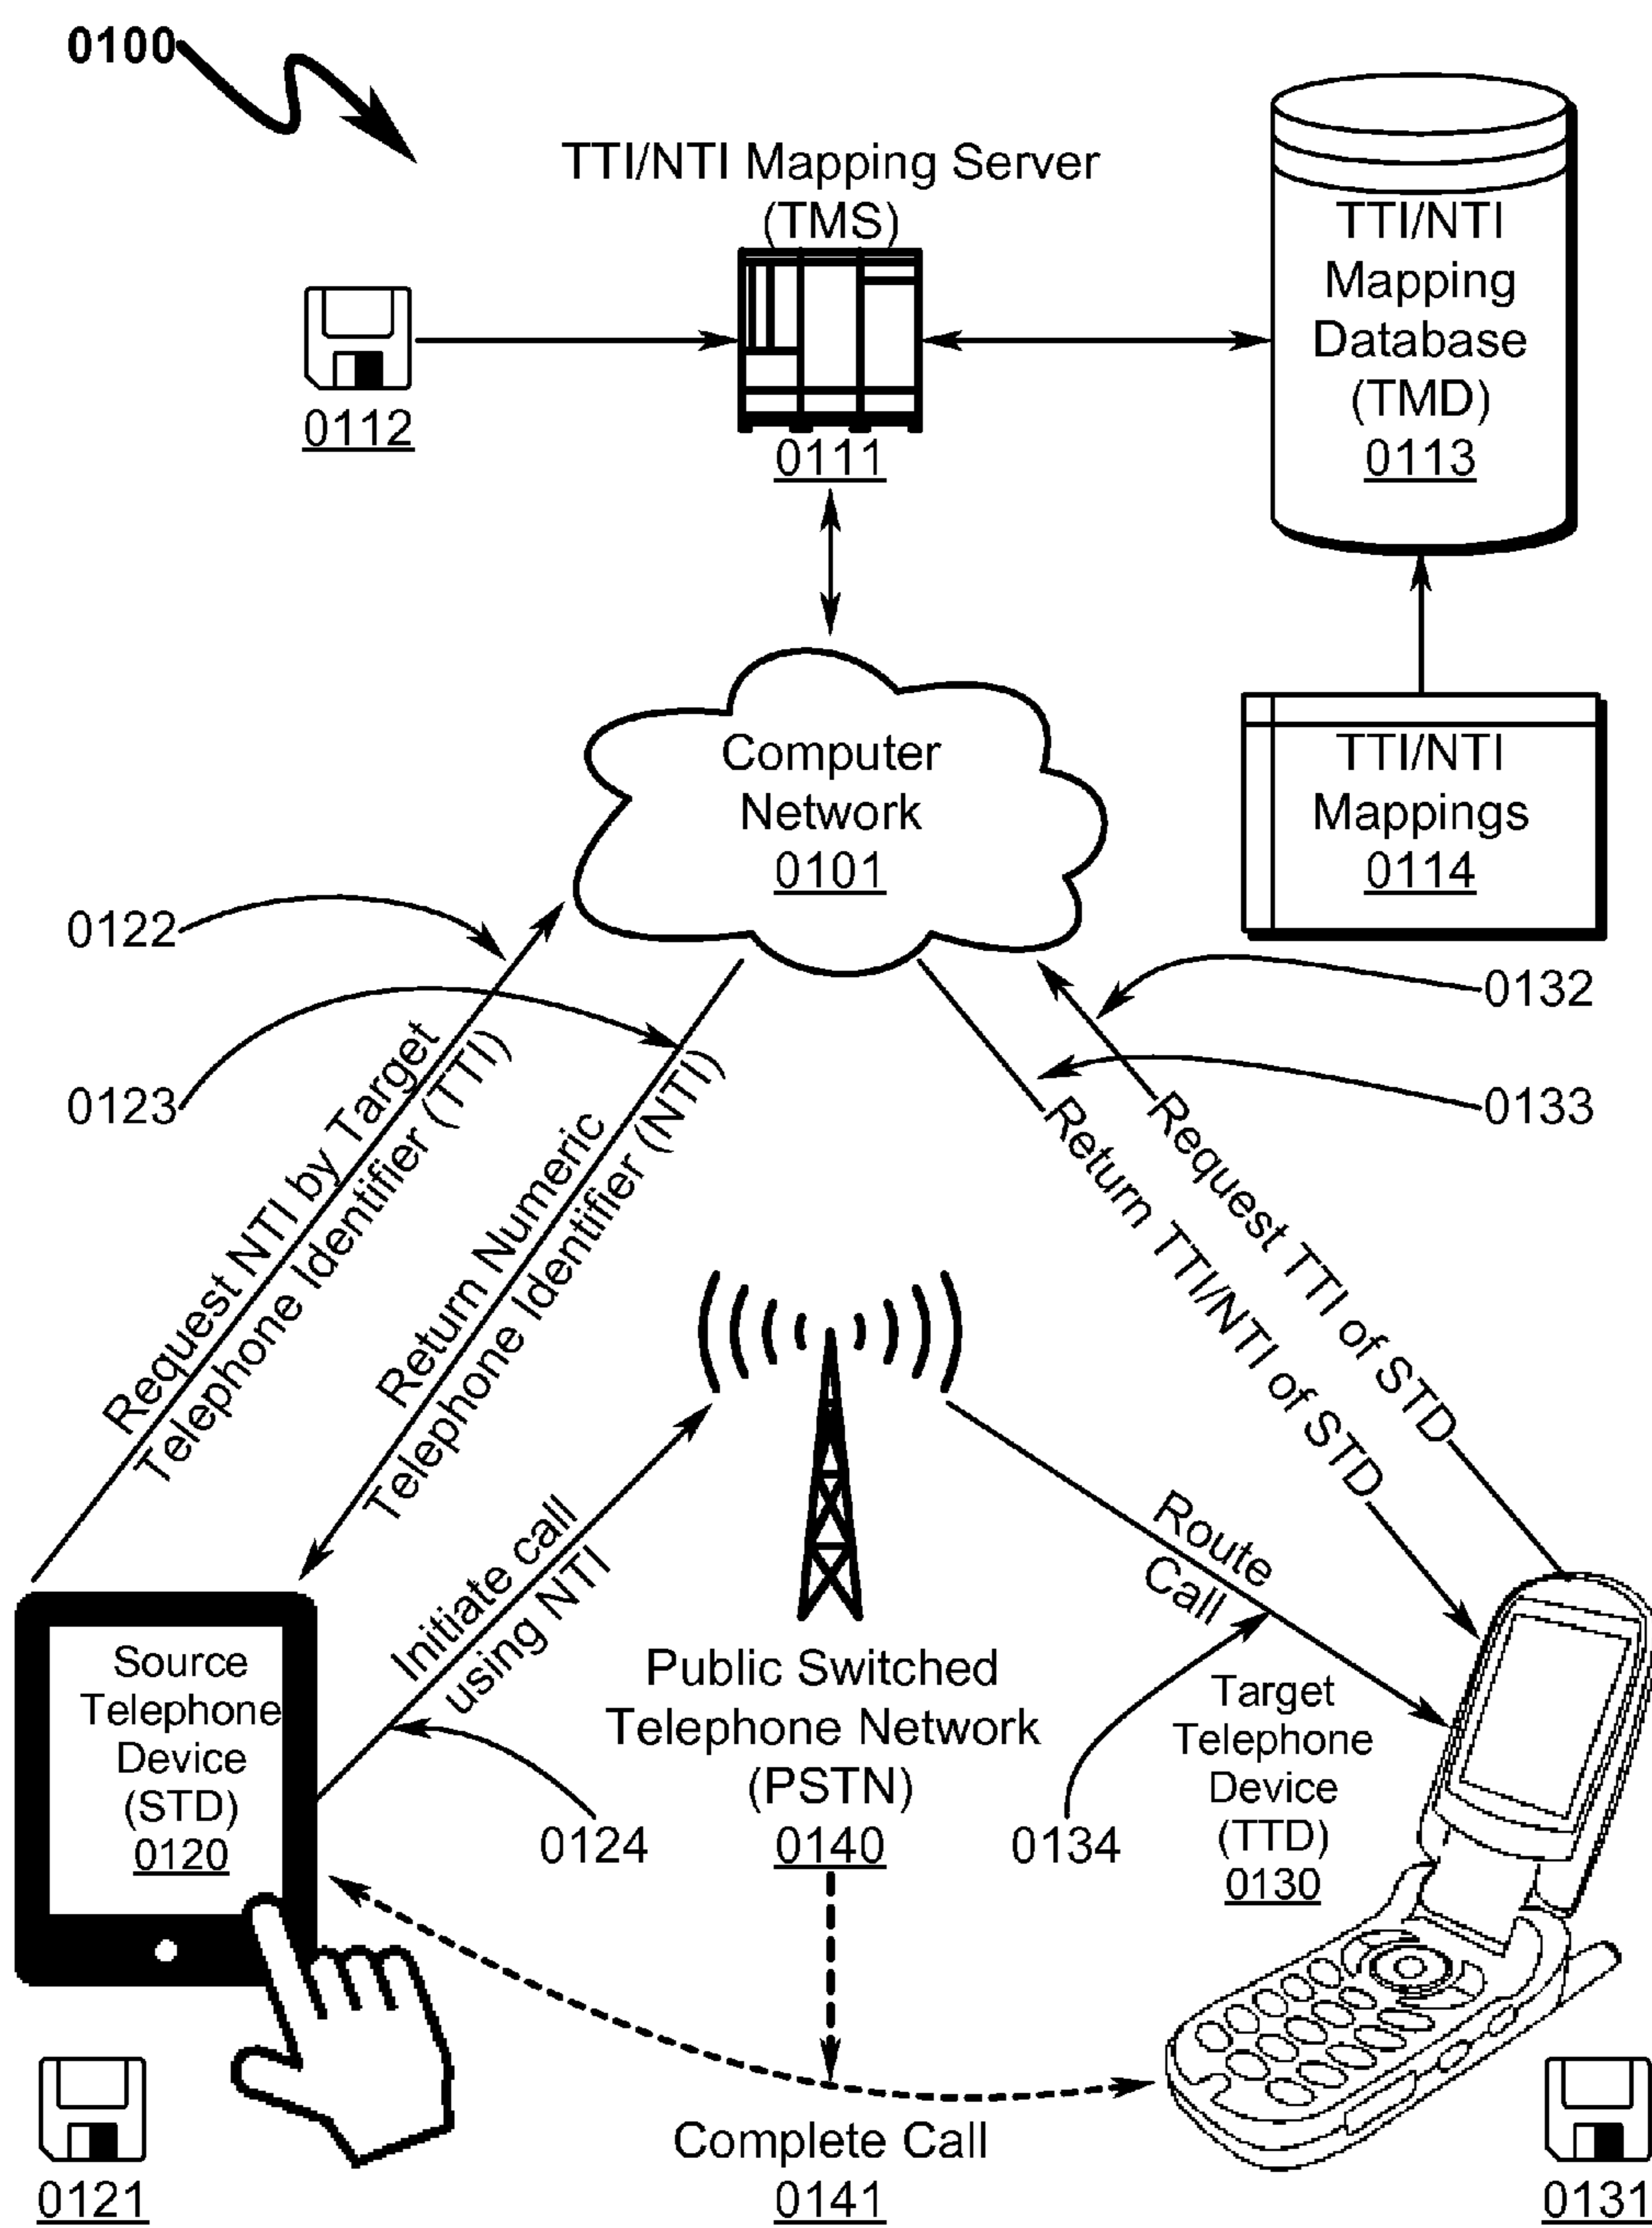 0100
TTI/NTI Mapping Server
(TMS)
0112
0111
TTI/NTI
Mapping
Database
(TMD)
0113
Computer
Network
0101
TTI/NTI
Mappings
0114
0122
0123
0132
0133
Request NTI by Target
Telephone Identifier (TTI)
Return Numeric
Telephone Identifier (NTI)
Request TTI of STD
Return TTI/NTI of STD
Initiate call
using NTI
Route
Call
Source
Telephone
Device
(STD)
0120
Public Switched
Telephone Network
(PSTN)
0140
0124
0134
Target
Telephone
Device
(TTD)
0130
Complete Call
0141
0121
0131